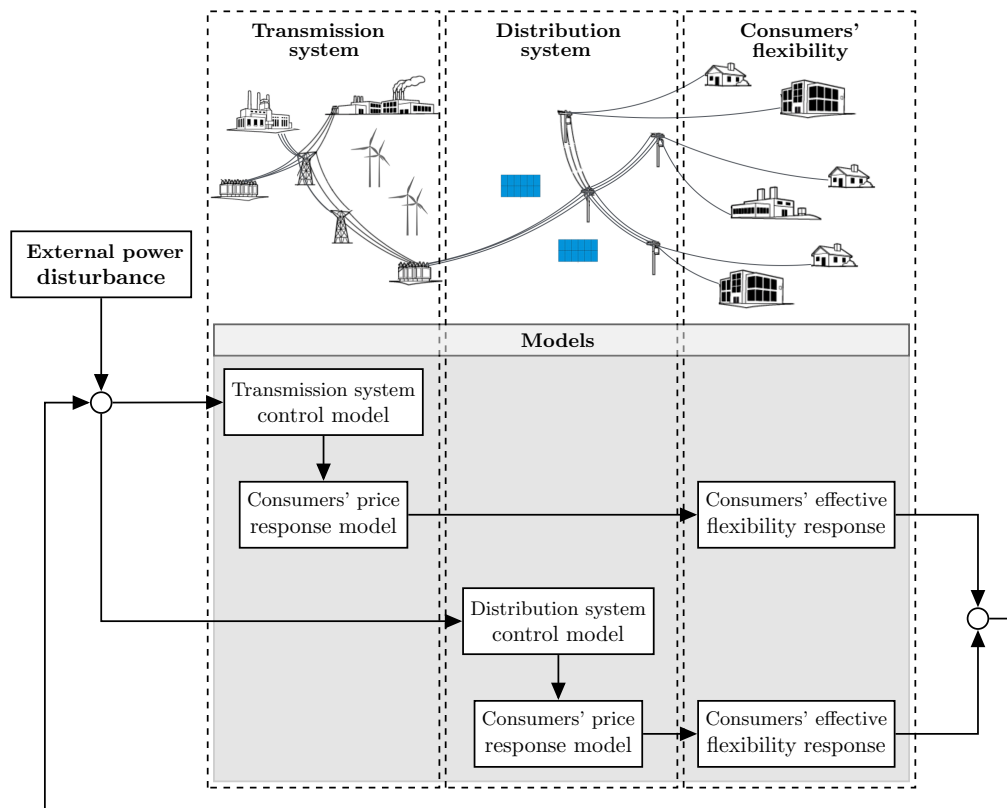 Transmission
system
Distribution
system
Consumers’
flexibility
External power
disturbance
Models
Transmission system
control model
Consumers’ price
response model
Consumers’ effective
flexibility response
Distribution system
control model
Consumers’ price
response model
Consumers’ effective
flexibility response